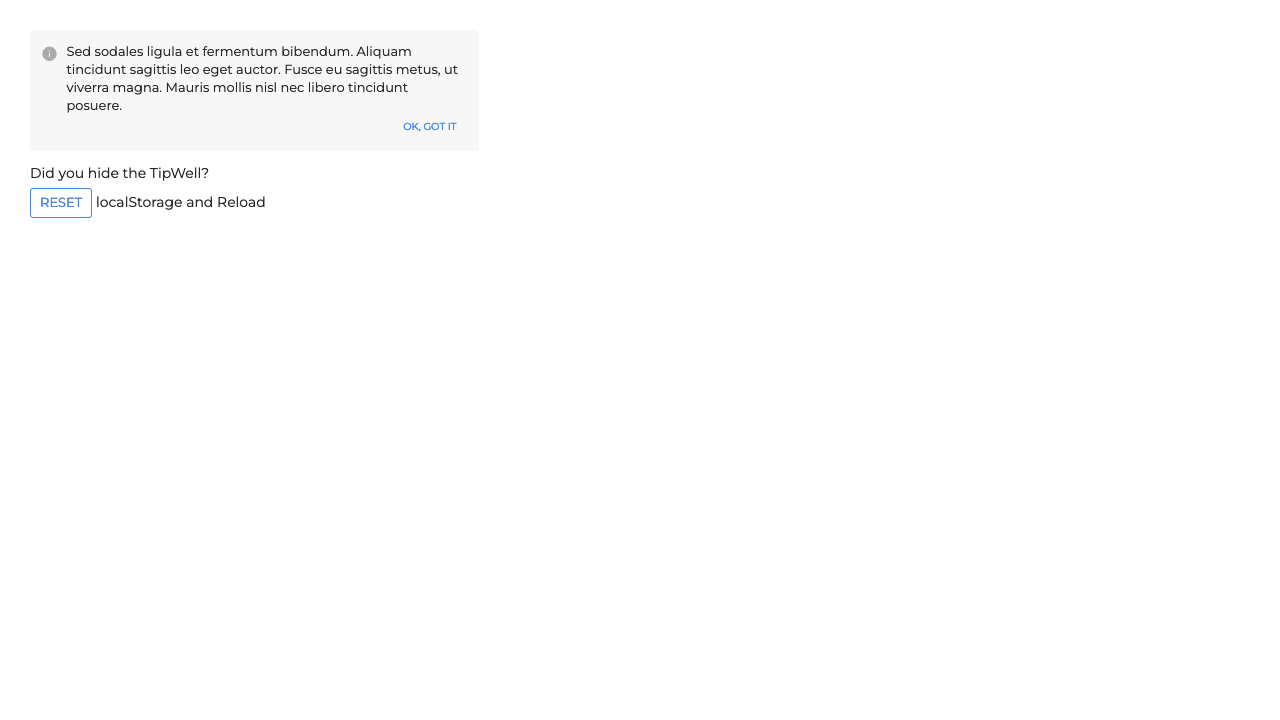 Sed sodales ligula et fermentum bibendum. Aliquam
tincidunt sagittis leo eget auctor. Fusce eu sagittis metus, ut
viverra magna. Mauris mollis nisl nec libero tincidunt
posuere.
OK, GOT IT
Did you hide the TipWell?
RESET localStorage and Reload